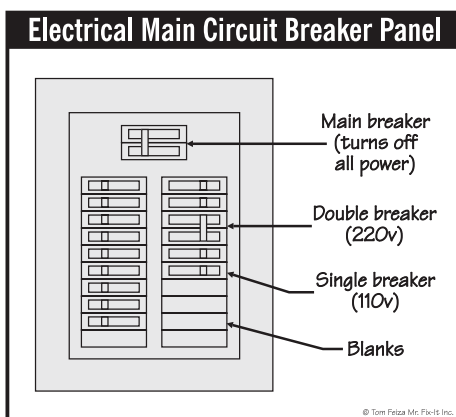 Electrical Main Circuit Breaker Panel
Main breaker
(turns off
all power)
Double breaker
(220v)
Single breaker
(110v)
Blanks
© Tom Feiza Mr. Fix-It Inc.